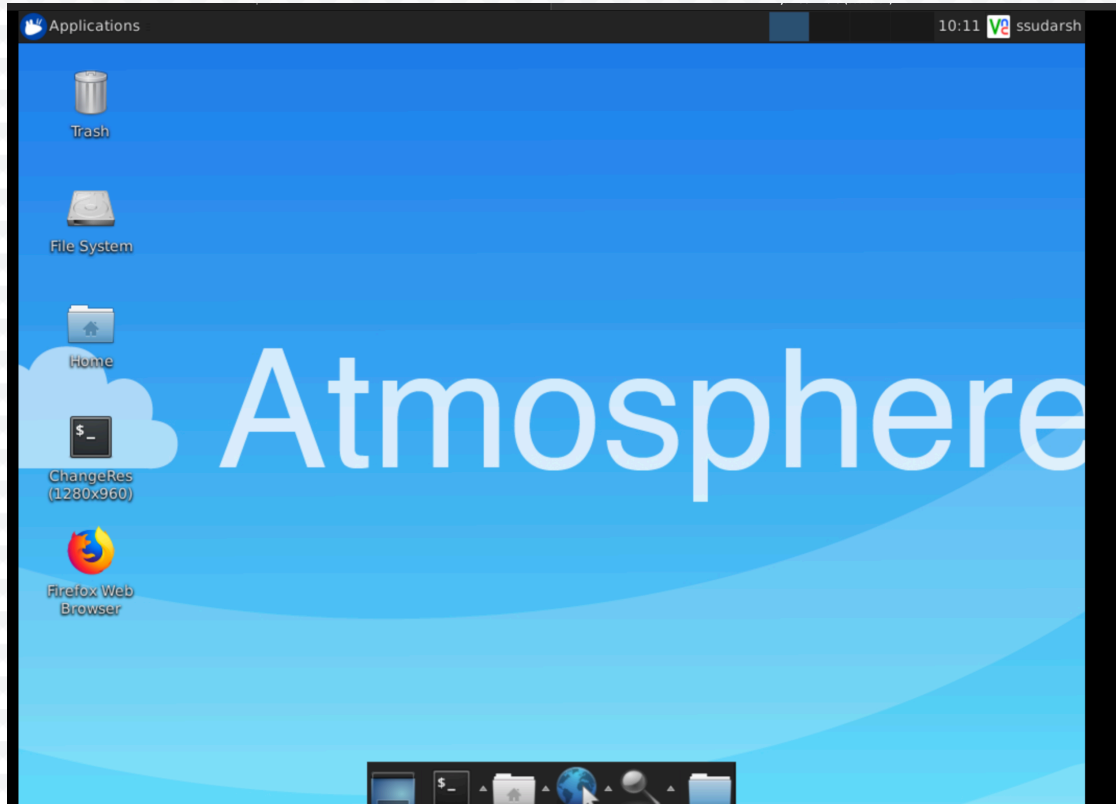 Applications
10:11 ssudarsh
Trash
File System
Home
Atmosphere
$_
ChangeRes
(1280x960)
Firefox Web
Browser
$_